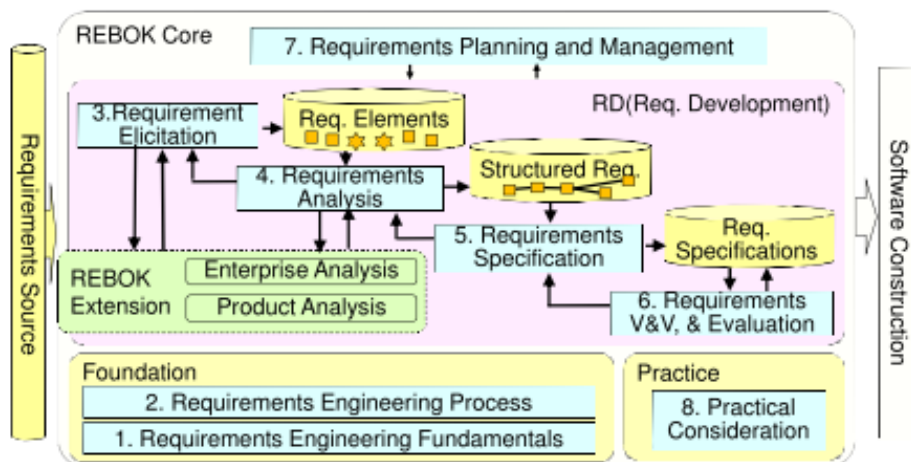 REBOK Core
7. Requirements Planning and Management
RD(Req. Development)
3.Requirement
Elicitation
Req. Elements
4. Requirements
Analysis
Structured Req.
5. Requirements
Specification
Req.
Specifications
6. Requirements
V&V, & Evaluation
REBOK
Extension
Enterprise Analysis
Product Analysis
Foundation
2. Requirements Engineering Process
1. Requirements Engineering Fundamentals
Practice
8. Practical
Consideration
Requirements Source
Software Construction